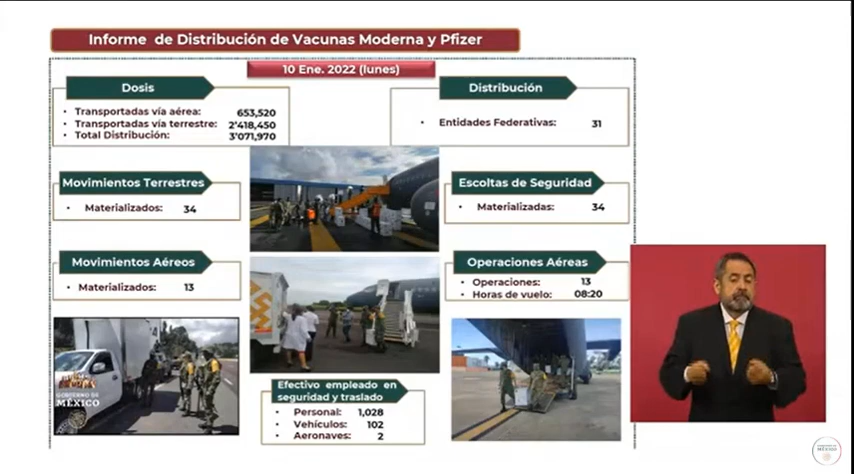 Informe de Distribución de Vacunas Moderna y Pfizer
10 Ene. 2022 (lunes)
Dosis
• Transportadas vía aérea: 653,520
• Transportadas vía terrestre: 2'418,450
• Total Distribución: 3'071,970
Distribución
• Entidades Federativas: 31
Movimientos Terrestres
• Materializados: 34
Escoltas de Seguridad
• Materializadas: 34
Movimientos Aéreos
• Materializados: 13
Operaciones Aéreas
• Operaciones: 13
• Horas de vuelo: 08:20
Efectivo empleado en
seguridad y traslado
• Personal: 1,028
• Vehículos: 102
• Aeronaves: 2
GOBIERNO DE
MÉXICO
MÉXICO